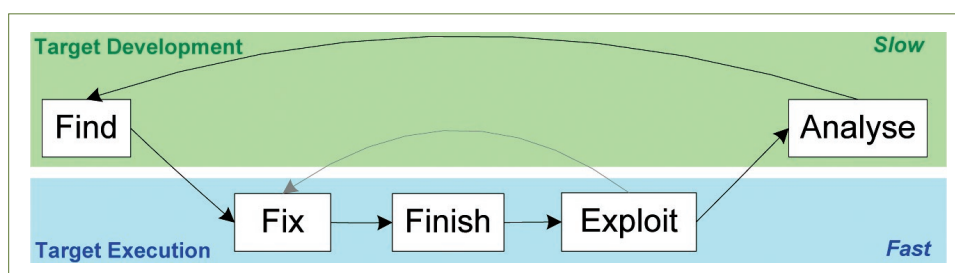 Target Development
Slow
Find
Analyse
Fix
Finish
Exploit
Target Execution
Fast